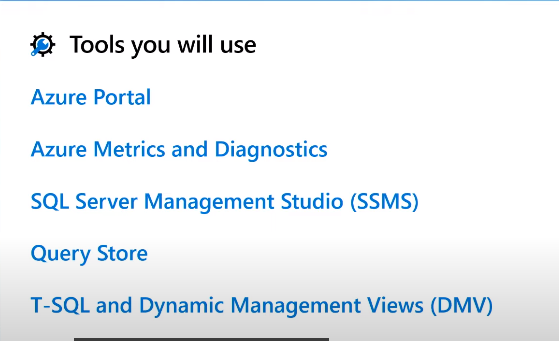 Tools you will use
Azure Portal
Azure Metrics and Diagnostics
SQL Server Management Studio (SSMS)
Query Store
T-SQL and Dynamic Management Views (DMV)